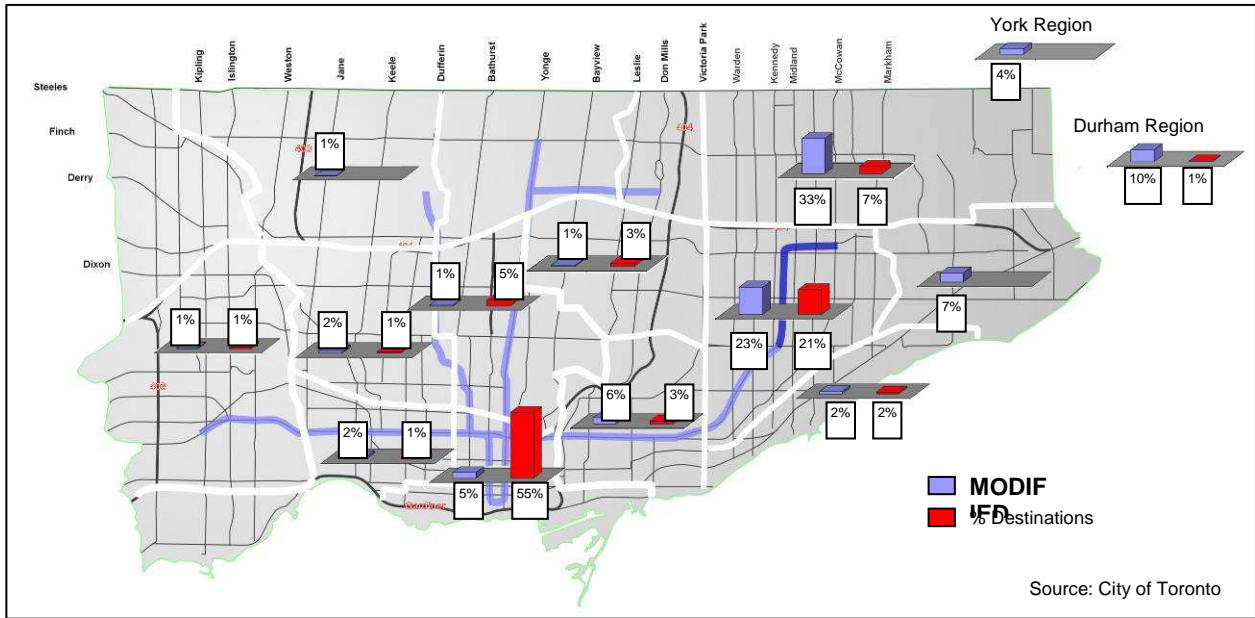 York Region
4%
Kipling
Islington
Weston
Jane
Keele
Dufferin
Bathurst
Yonge
Bayview
Leslie
Don Mills
Victoria Park
Warden
Kennedy
Midland
McCowan
Markham
Steeles
Finch
Derry
Dixon
404
1%
Durham Region
10% 1%
33% 7%
1% 3%
1% 5%
7%
1% 1%
2% 1%
23% 21%
6% 3%
2% 2%
2% 1%
5% 55%
Gardiner
MODIF
IED
% Destinations
Source: City of Toronto